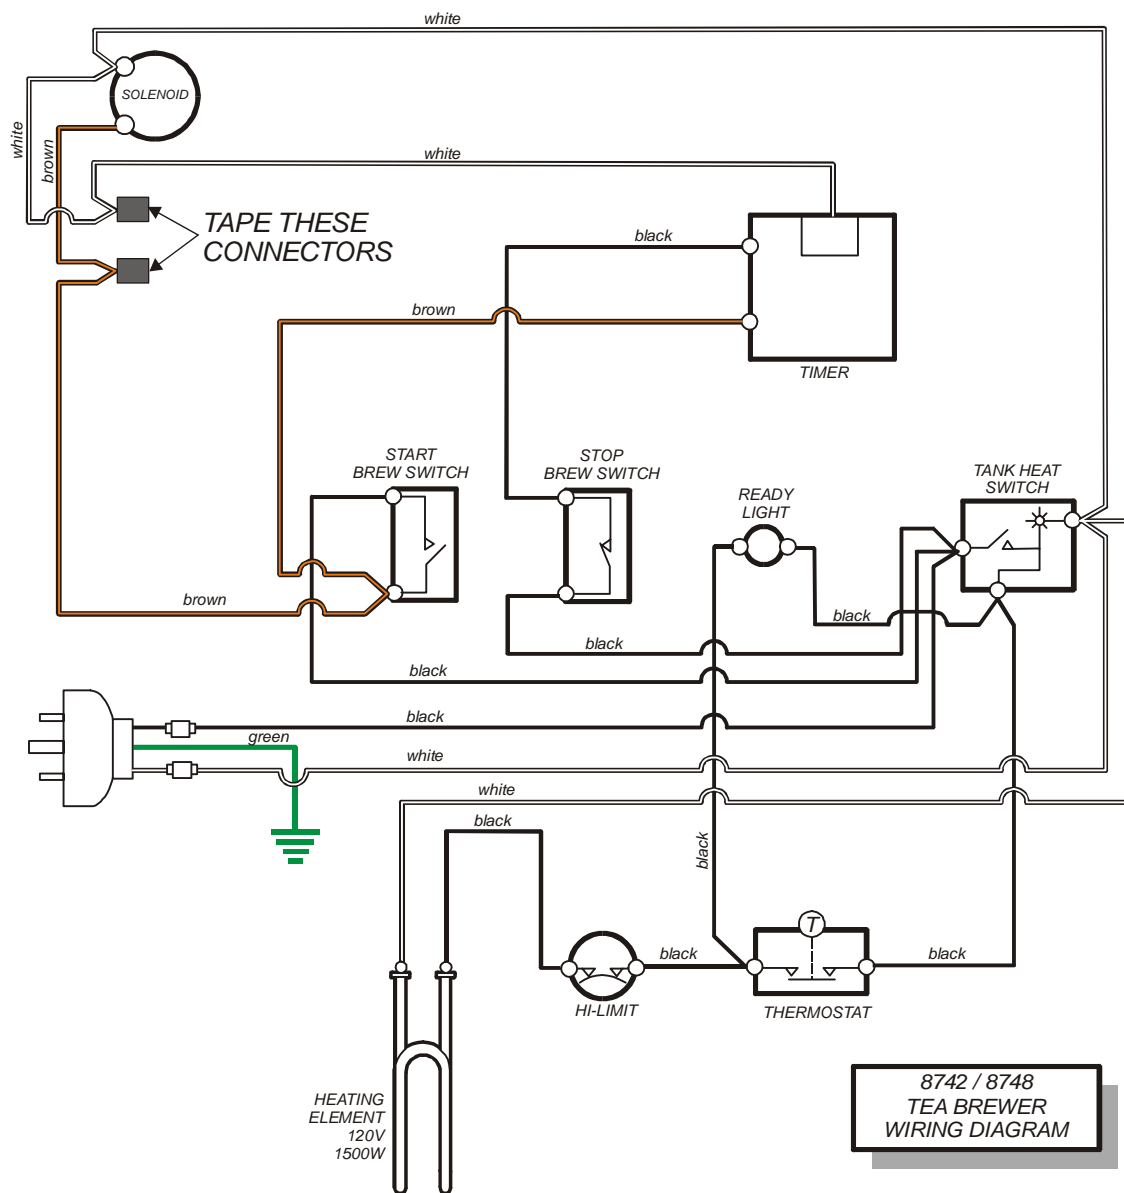 white
SOLENOID
white
brown
white
TAPE THESE
CONNECTORS
black
brown
TIMER
START
BREW SWITCH
STOP
BREW SWITCH
READY
LIGHT
TANK HEAT
SWITCH
brown
black
black
black
black
green
white
white
black
black
T
black
black
HI-LIMIT
THERMOSTAT
HEATING
ELEMENT
120V
1500W
8742 / 8748
TEA BREWER
WIRING DIAGRAM